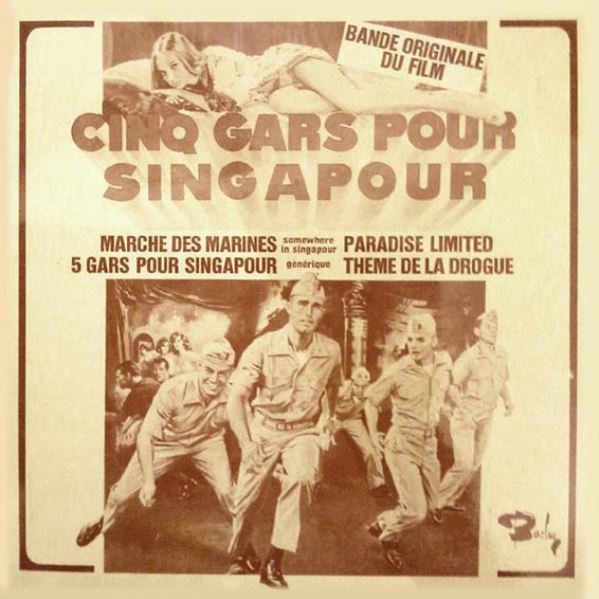 BANDE ORIGINALE
DU FILM
CINQ GARS POUR
SINGAPOUR
MARCHE DES MARINES somewhere in singapour PARADISE LIMITED
5 GARS POUR SINGAPOUR générique THEME DE LA DROGUE
Barclay